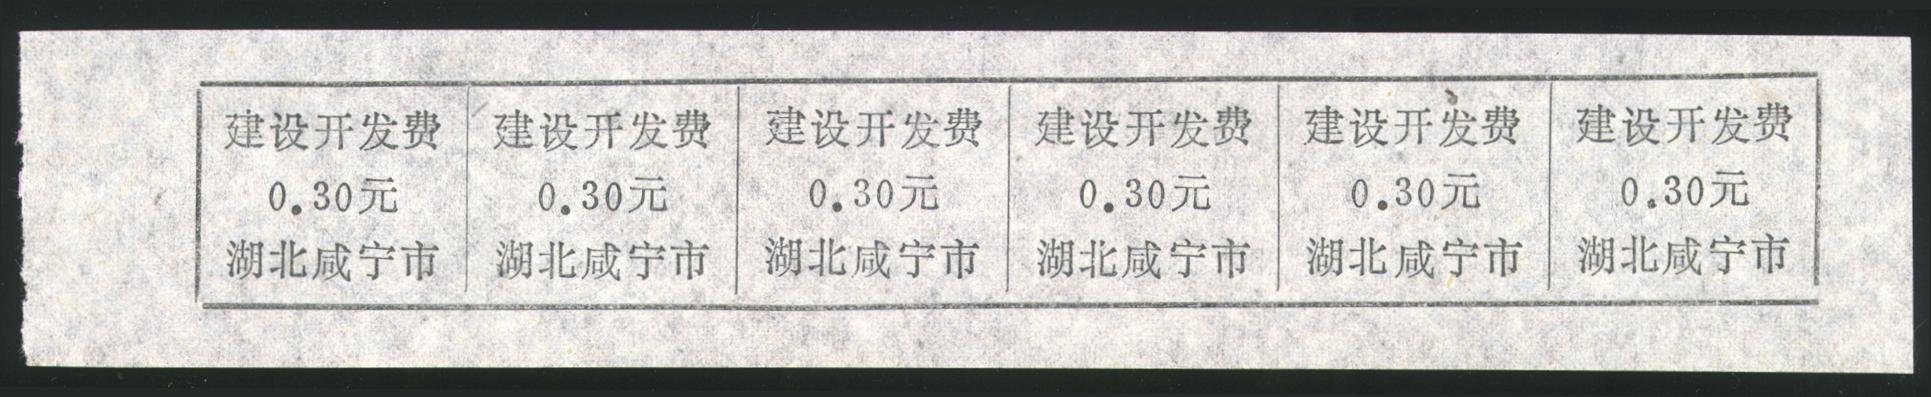 建设开发费 建设开发费 建设开发费 建设开发费 建设开发费 建设开发费
0.30元 0.30元 0.30元 0.30元 0.30元 0.30元
湖北咸宁市 湖北咸宁市 湖北咸宁市 湖北咸宁市 湖北咸宁市 湖北咸宁市